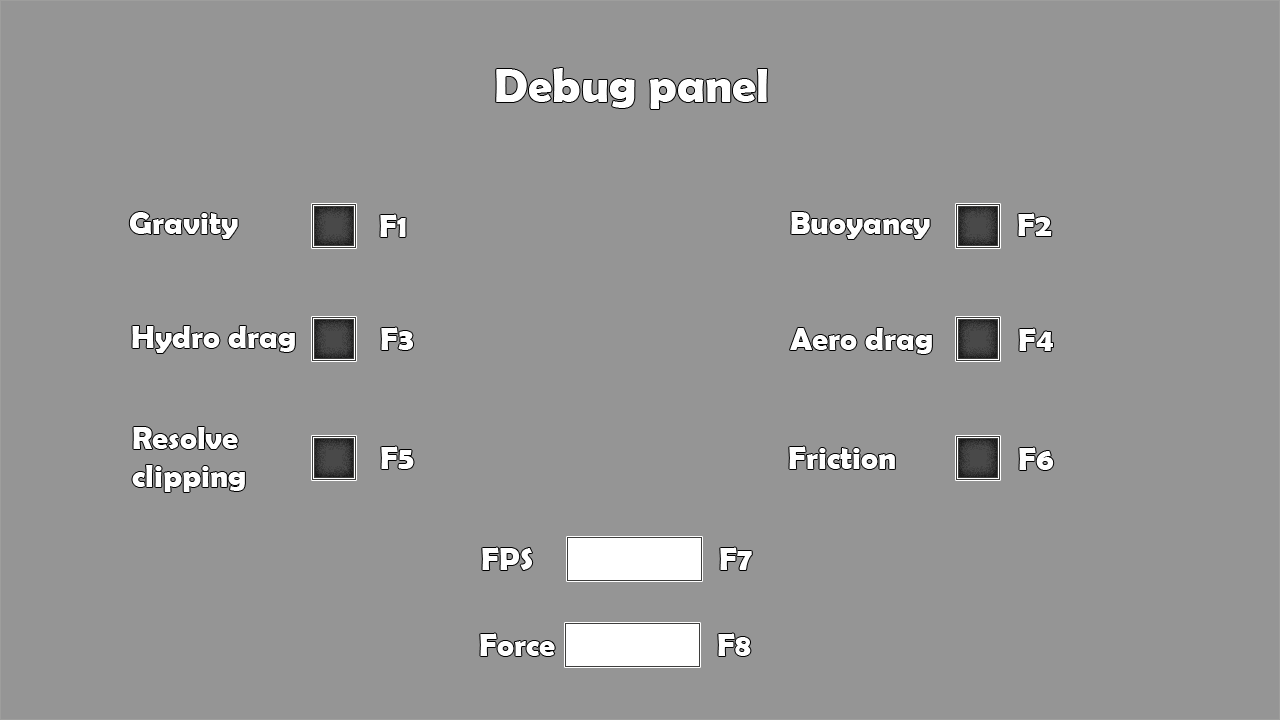 Debug panel
Gravity F1
Buoyancy F2
Hydro drag F3
Aero drag F4
Resolve
clipping F5
Friction F6
FPS F7
Force F8